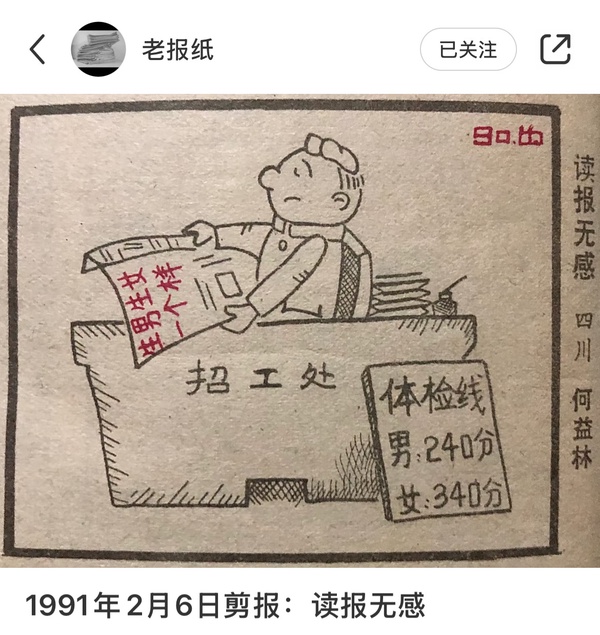 老报纸
已关注
生男生女
一个样
招工处
体检线
男:240分
女:340分
读报无感 四川 何益林
1991年2月6日剪报：读报无感